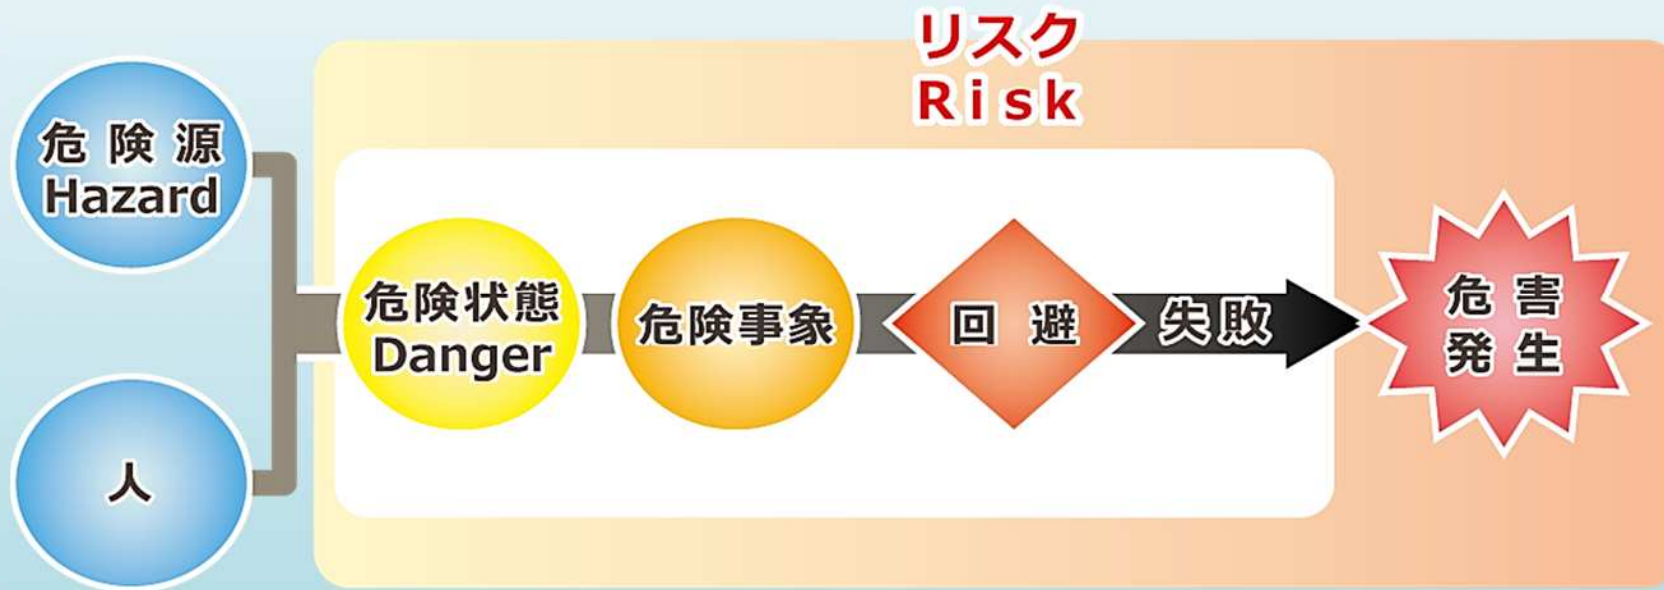 リスク
Risk
危険源
Hazard
人
危険状態
Danger
危険事象
回避
失敗
危害
発生